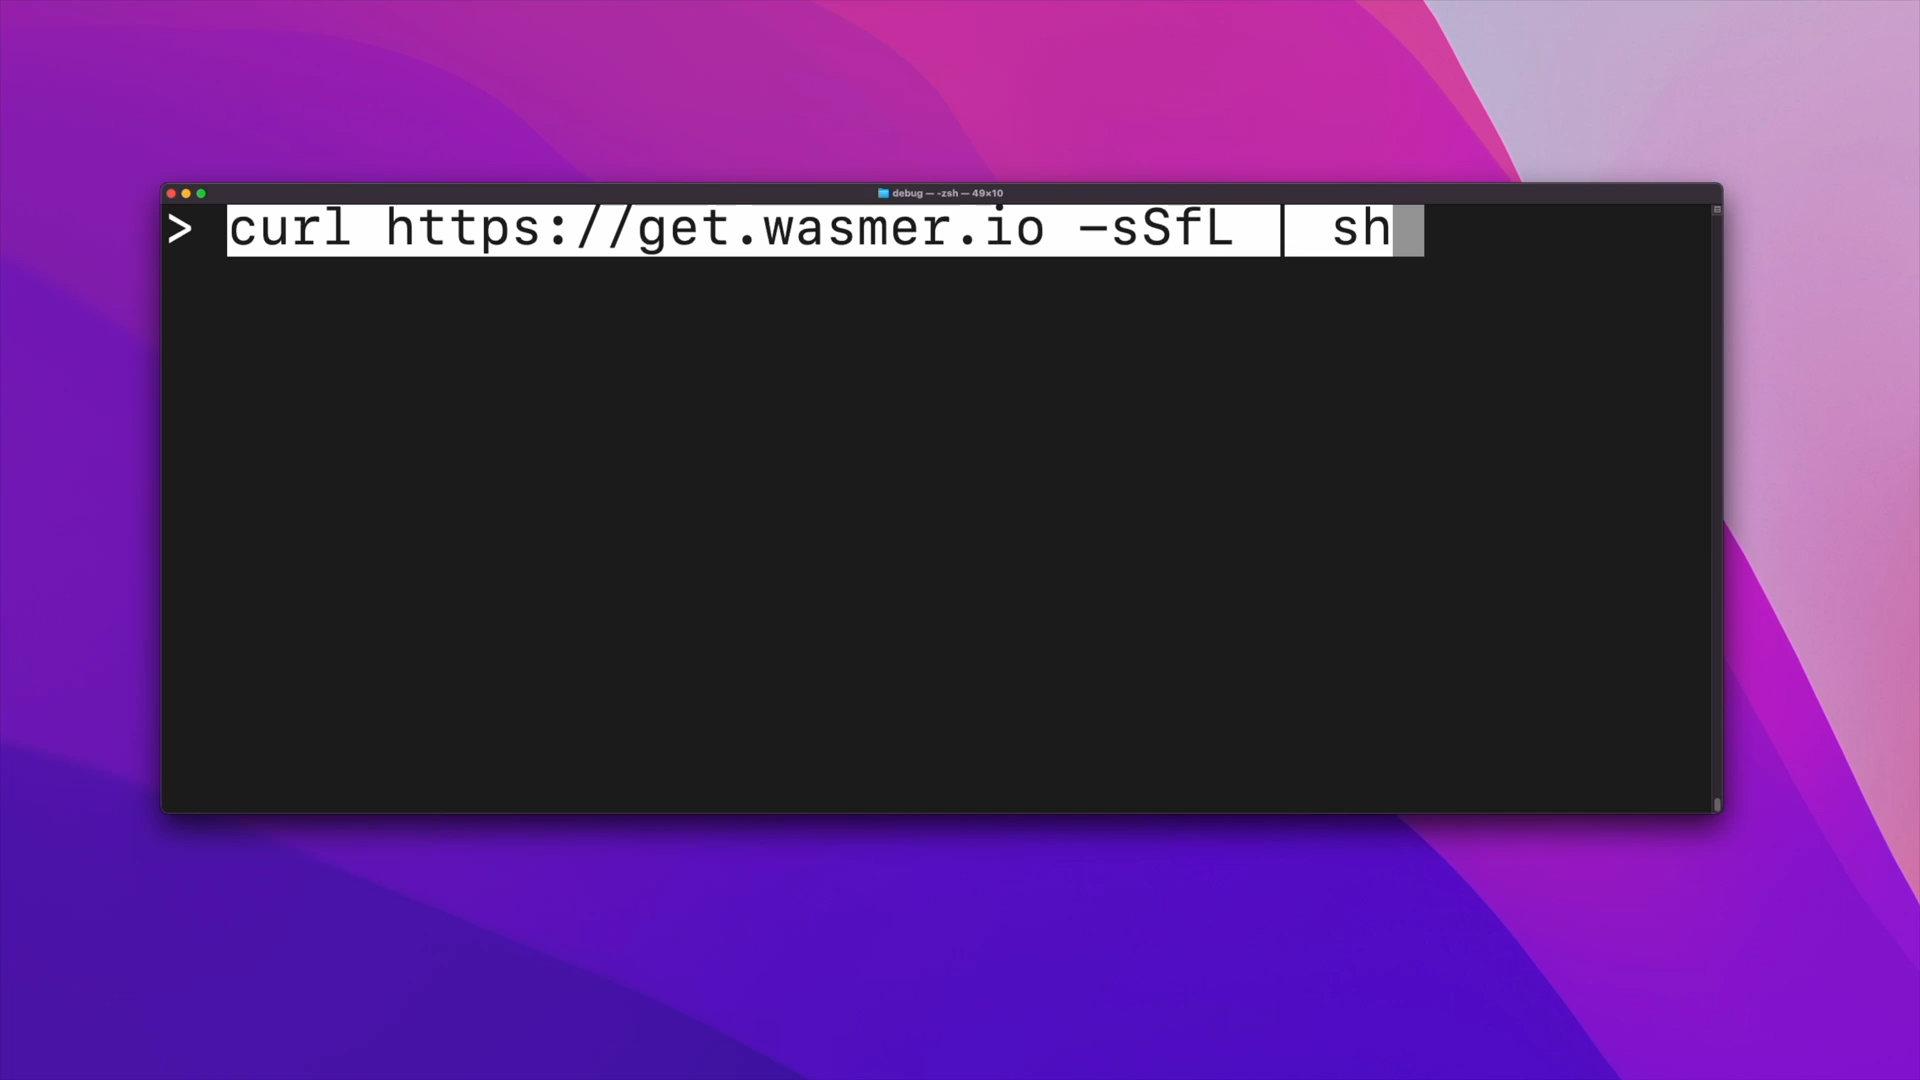 debug — -zsh — 49×10
> curl https://get.wasmer.io -sSfL | sh